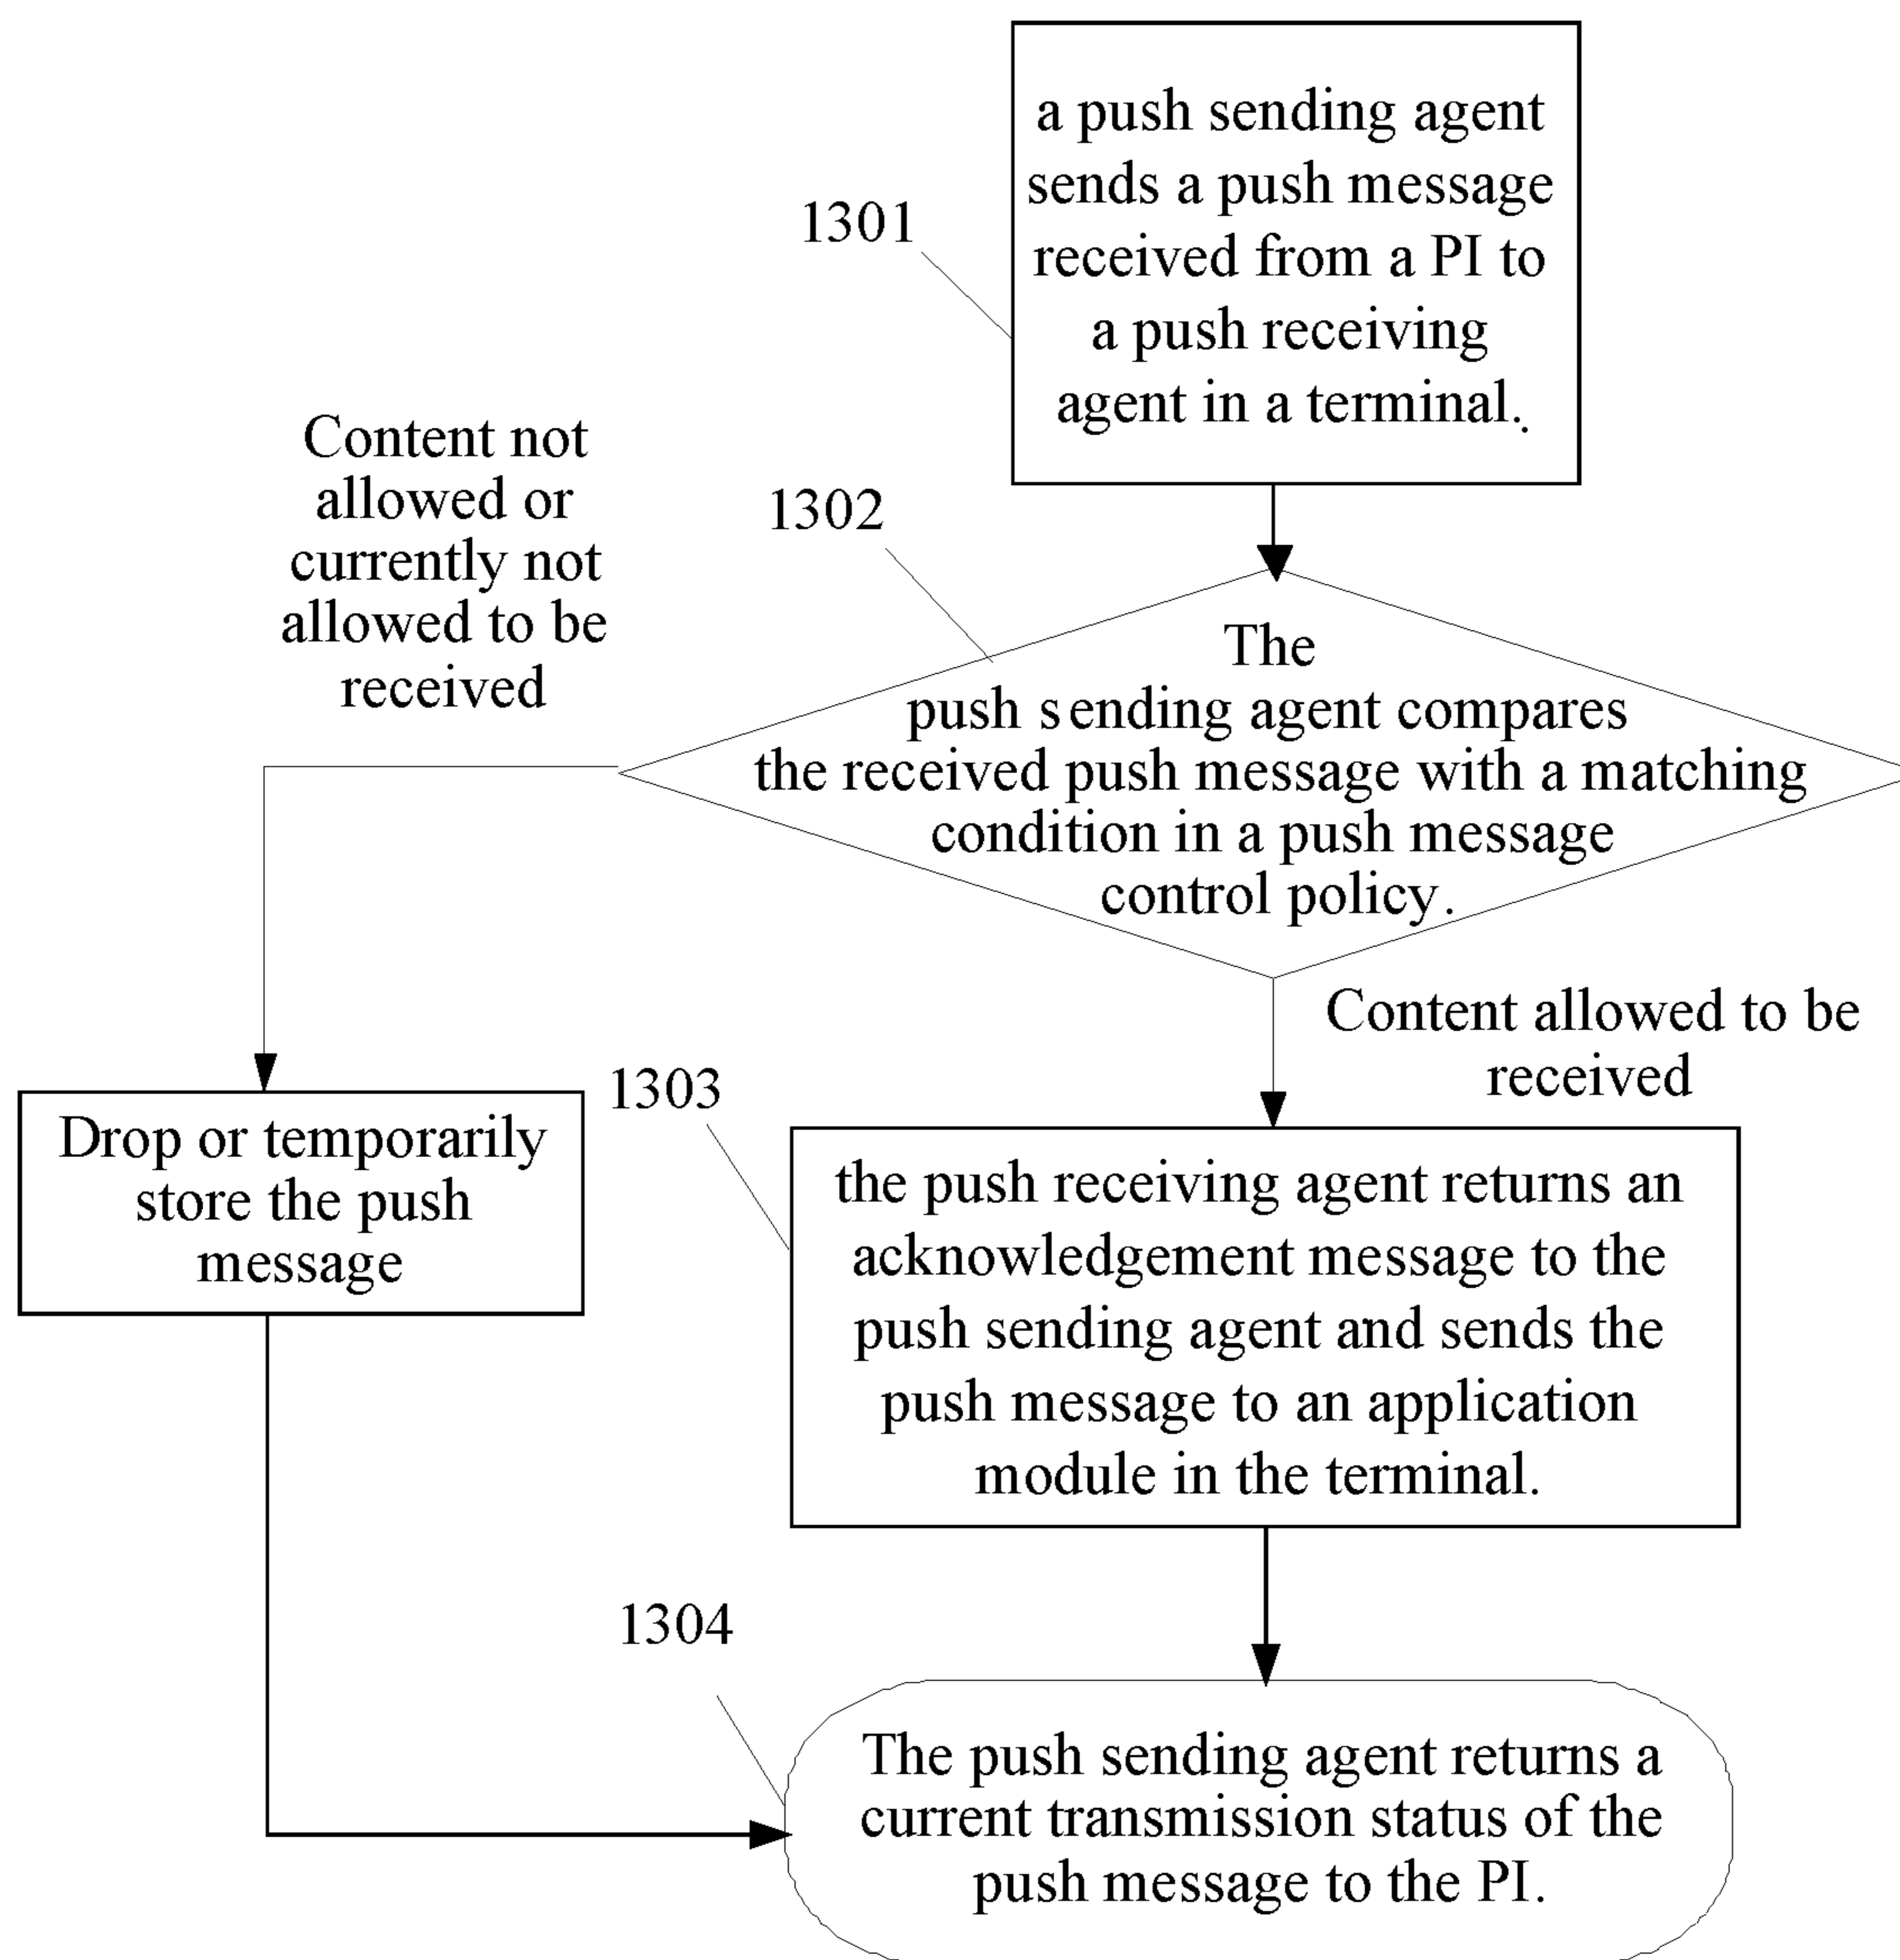 a push sending agent
sends a push message
received from a PI to
a push receiving
agent in a terminal.
1301
Content not
allowed or
currently not
allowed to be
received
1302
The
push sending agent compares
the received push message with a matching
condition in a push message
control policy.
Content allowed to be
received
Drop or temporarily
store the push
message
1303
the push receiving agent returns an
acknowledgement message to the
push sending agent and sends the
push message to an application
module in the terminal.
1304
The push sending agent returns a
current transmission status of the
push message to the PI.